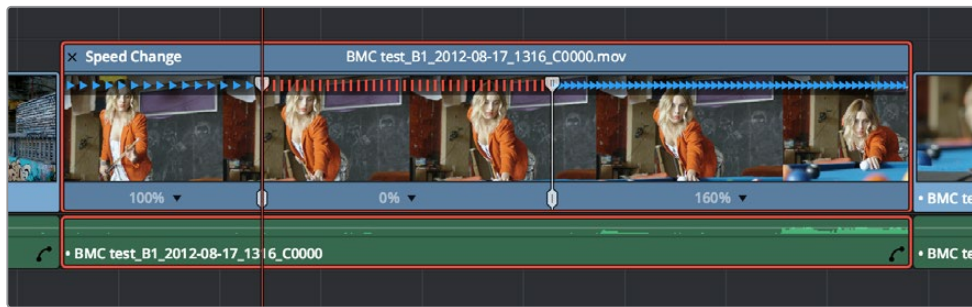 × Speed Change BMC test_B1_2012-08-17_1316_C0000.mov
100% ▼ 0% ▼ 160% ▼
• BMC te
• BMC test_B1_2012-08-17_1316_C0000
• BMC te